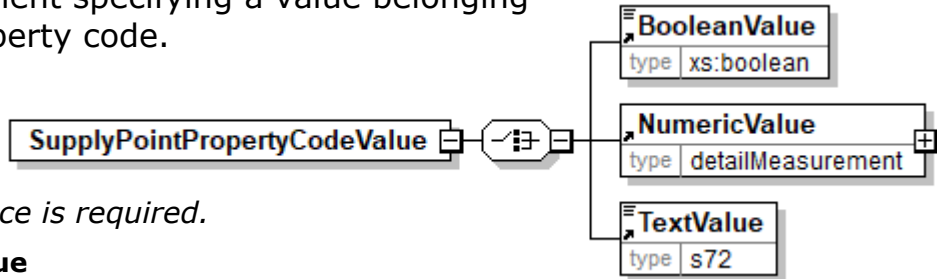 ent specifying a value belonging
perty code.
BooleanValue
type xs:boolean
SupplyPointPropertyCodeValue
NumericValue
type detailMeasurement
ce is required.
TextValue
type s72
ue